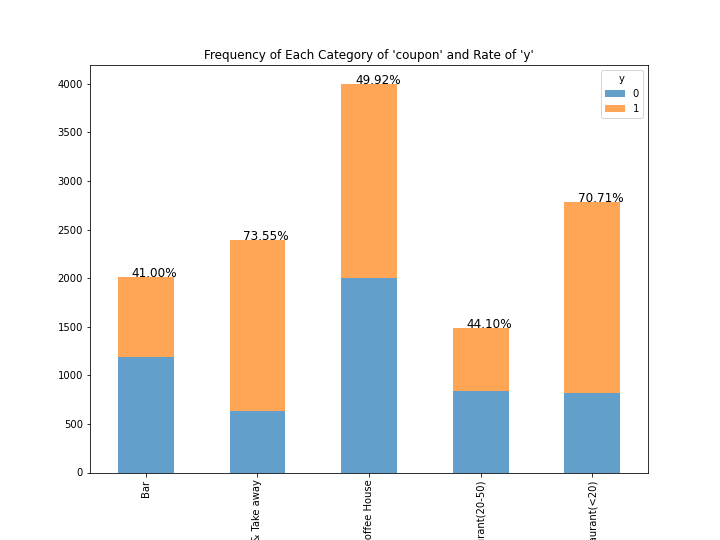 Frequency of Each Category of 'coupon' and Rate of 'y'
y
0
1
4000
3500
3000
2500
2000
1500
1000
500
0
41.00%
73.55%
49.92%
44.10%
70.71%
Bar
& Take away
offee House
urant(20-50)
aurant(<20)